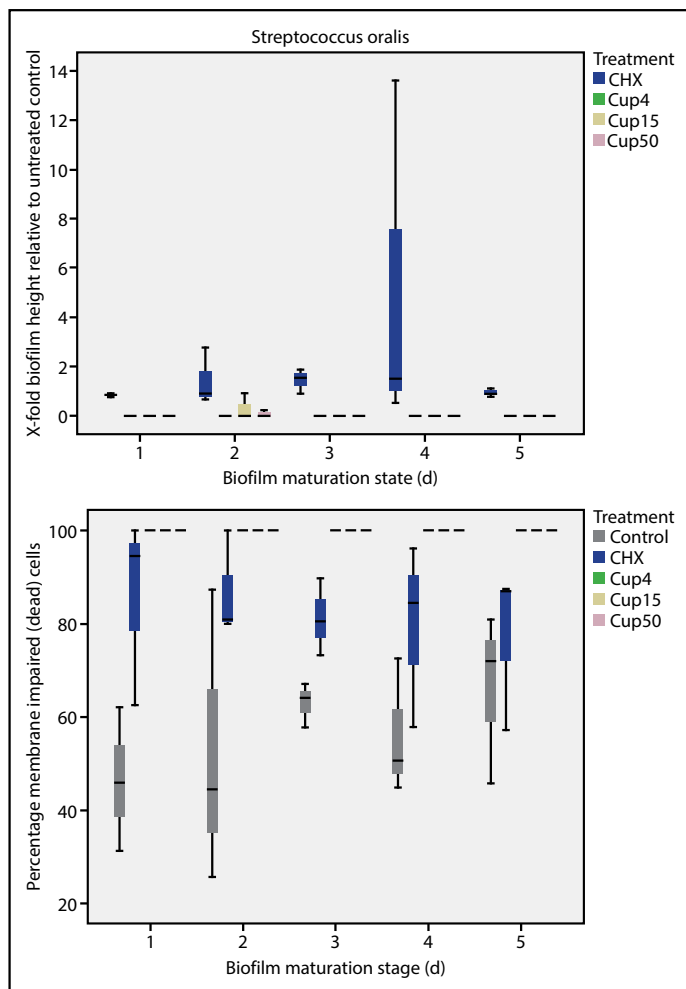 Streptococcus oralis
X-fold biofilm height relative to untreated control
14
12
10
8
6
4
2
0
1 2 3 4 5
Biofilm maturation state (d)
Treatment
CHX
Cup4
Cup15
Cup50
Percentage membrane impaired (dead) cells
100
80
60
40
20
1 2 3 4 5
Biofilm maturation stage (d)
Treatment
Control
CHX
Cup4
Cup15
Cup50